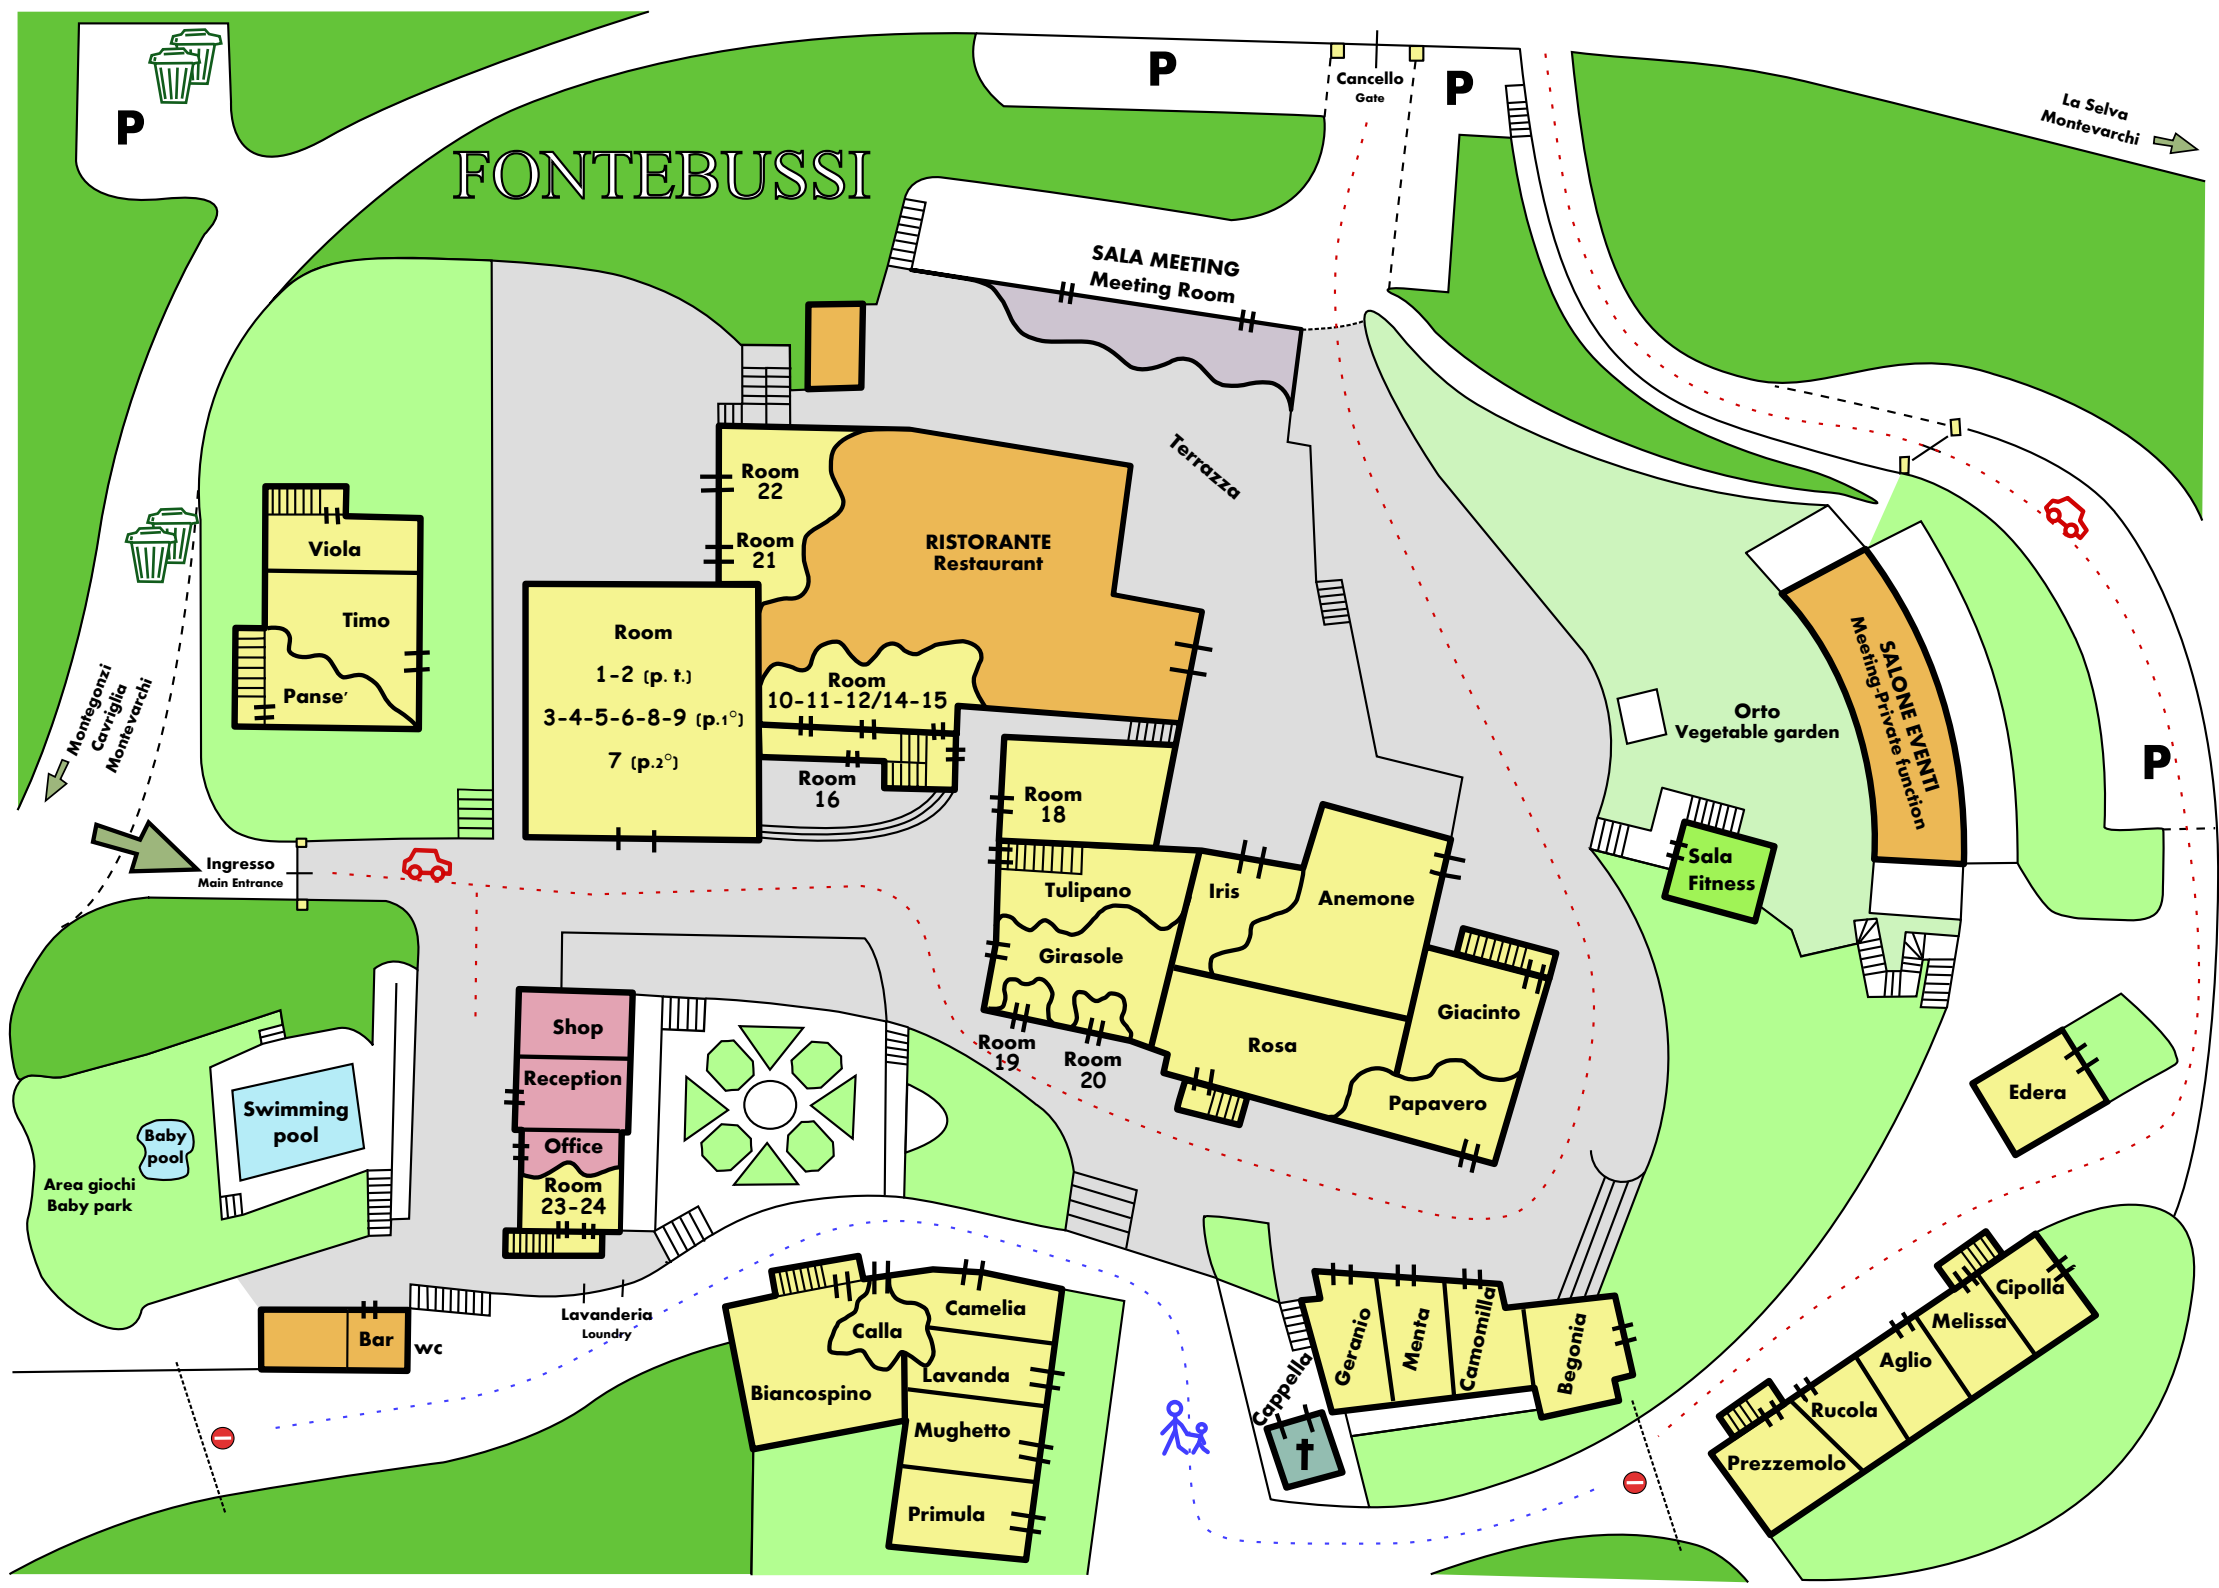 P
P
Cancello
Gate
P
La Selva
Montevarchi
FONTEBUSSI
SALA MEETING
Meeting Room
Terrazza
Room
22
Room
21
RISTORANTE
Restaurant
Viola
Timo
Panse'
Room
1-2 (p. t.)
3-4-5-6-8-9 (p.1°)
7 (p.2°)
Room
10-11-12/14-15
Room
16
Montegonzi
Cavriglia
Montevarchi
Orto
Vegetable garden
SALONE EVENTI
Meeting-Private function
P
Room
18
Ingresso
Main Entrance
Sala
Fitness
Tulipano
Iris
Anemone
Girasole
Giacinto
Room
19
Room
20
Rosa
Papavero
Shop
Reception
Office
Room
23-24
Swimming
pool
Baby
pool
Area giochi
Baby park
Edera
Lavanderia
Loundry
Bar
wc
Camelia
Calla
Lavanda
Biancospino
Mughetto
Primula
Cappella
Geranio
Menta
Camomilla
Begonia
Cipolla
Melissa
Aglio
Rucola
Prezzemolo